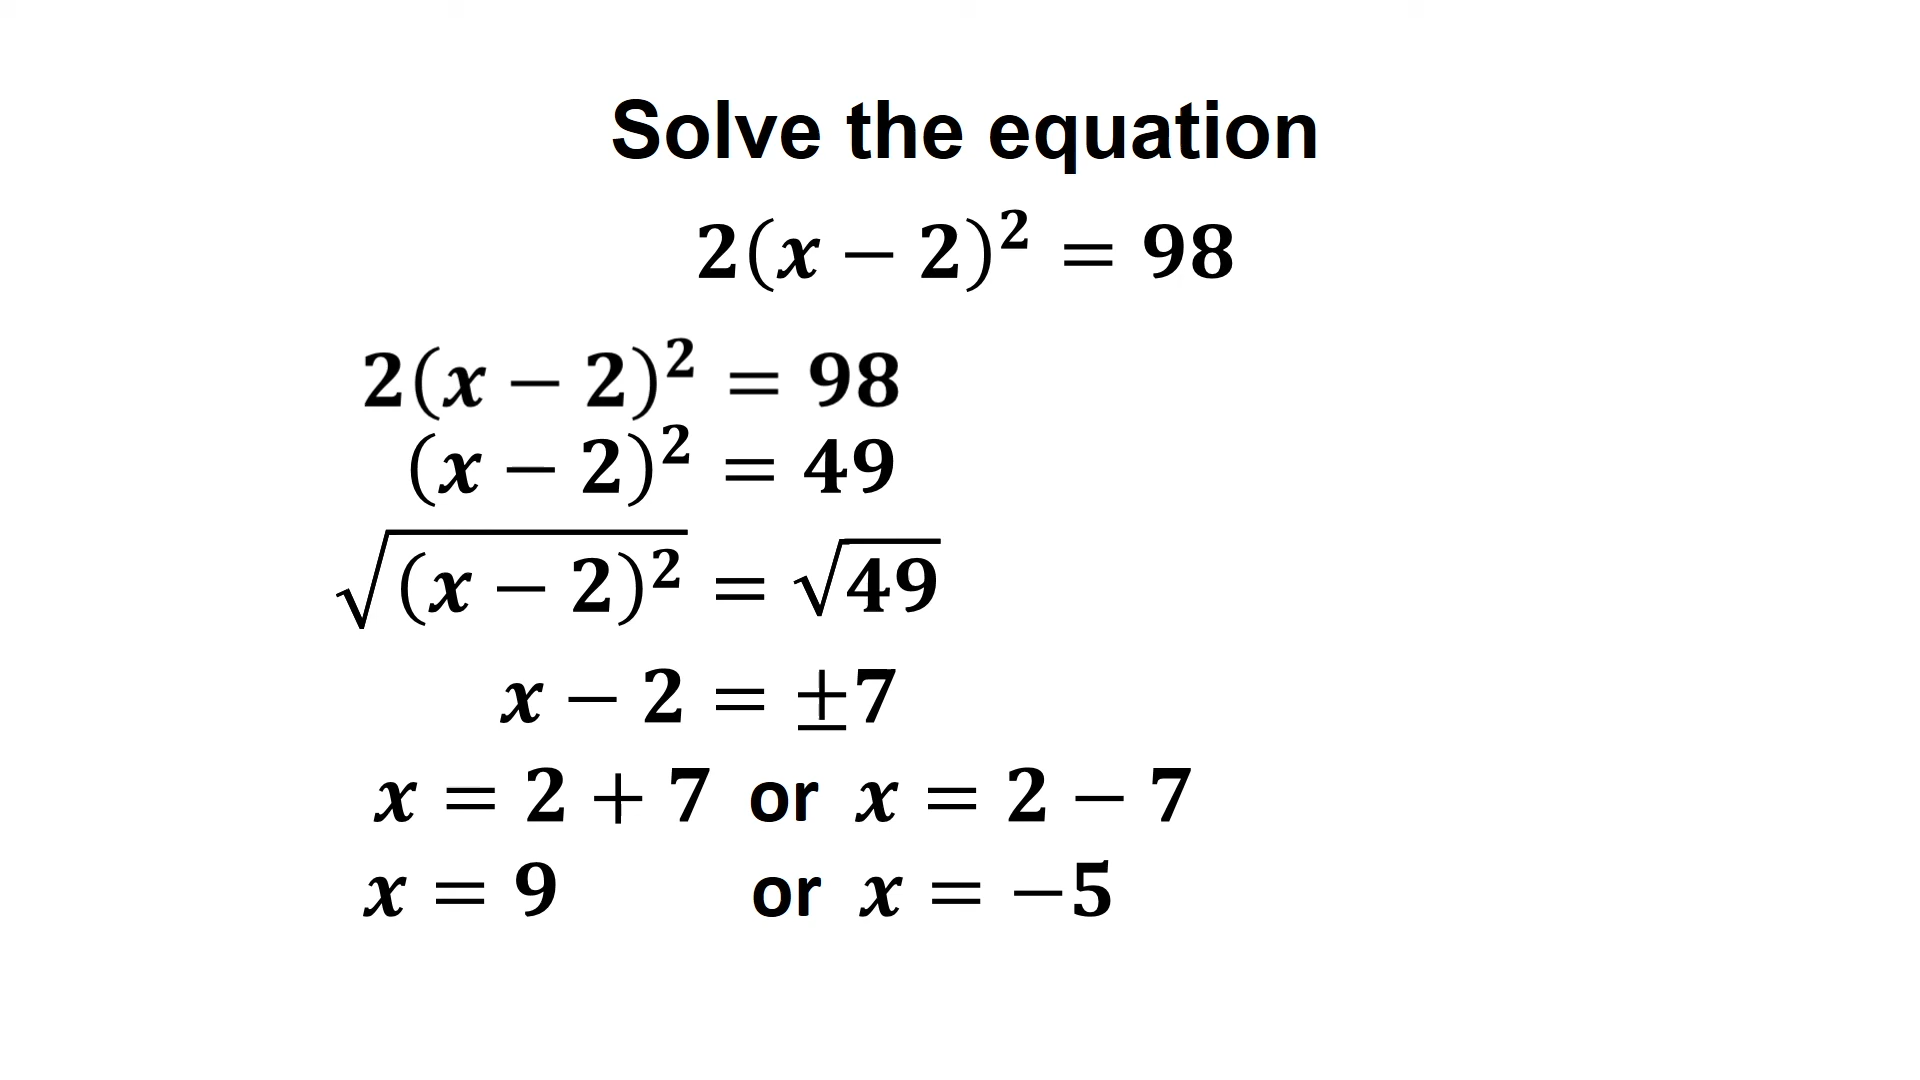 Solve the equation
2(x − 2)² = 98
2(x − 2)² = 98
(x − 2)² = 49
√(x − 2)² = √49
x − 2 = ±7
x = 2 + 7 or x = 2 − 7
x = 9 or x = −5